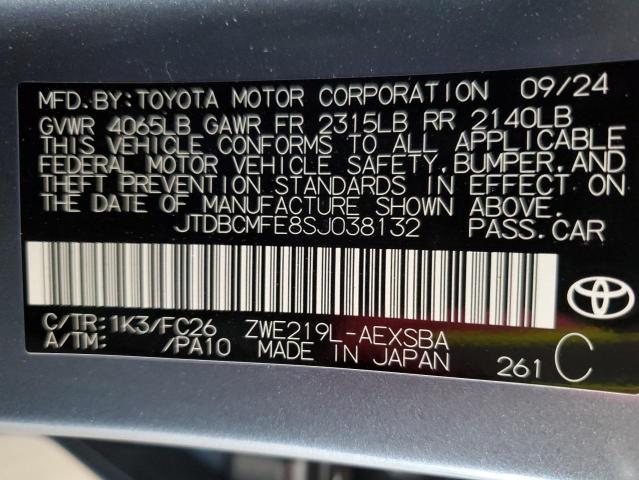 MFD. BY: TOYOTA MOTOR CORPORATION 09/24
GVWR 4065LB GAWR FR 2315LB RR 2140LB
THIS VEHICLE CONFORMS TO ALL APPLICABLE
FEDERAL MOTOR VEHICLE SAFETY, BUMPER, AND
THEFT PREVENTION STANDARDS IN EFFECT ON
THE DATE OF MANUFACTURE SHOWN ABOVE.
JTDBCMFE8SJ038132 PASS.CAR
C/TR: 1K3/FC26 ZWE219L-AEXSBA
A/TM: /PA10 MADE IN JAPAN 261 C